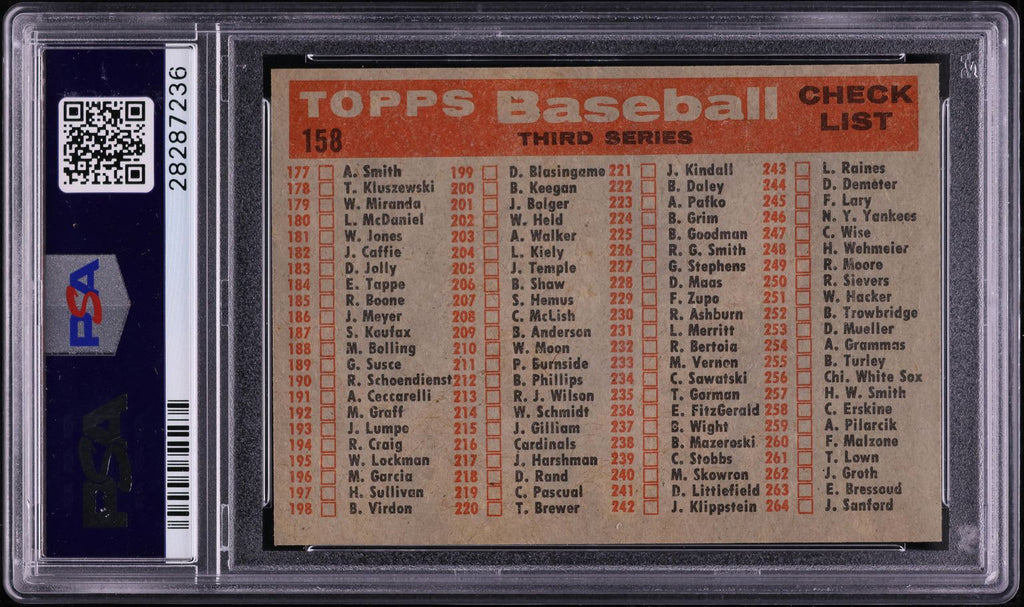 28287236
PSA
PSA
TOPPS Baseball CHECK LIST
158 THIRD SERIES
177 A. Smith
178 T. Kluszewski
179 W. Miranda
180 L. McDaniel
181 W. Jones
182 J. Caffie
183 D. Jolly
184 E. Tappe
185 R. Boone
186 J. Meyer
187 S. Koufax
188 M. Bolling
189 G. Susce
190 R. Schoendienst
191 A. Ceccarelli
192 M. Graff
193 J. Lumpe
194 R. Craig
195 W. Lockman
196 M. Garcia
197 H. Sullivan
198 B. Virdon
199 D. Blasingame
200 B. Keegan
201 J. Bolger
202 W. Held
203 A. Walker
204 L. Kiely
205 J. Temple
206 B. Shaw
207 S. Hemus
208 C. McLish
209 B. Anderson
210 W. Moon
211 P. Burnside
212 B. Phillips
213 R. J. Wilson
214 W. Schmidt
215 J. Gilliam
216 Cardinals
217 J. Harshman
218 D. Rand
219 C. Pascual
220 T. Brewer
221 J. Kindall
222 B. Daley
223 A. Pafko
224 B. Grim
225 B. Goodman
226 R. G. Smith
227 G. Stephens
228 D. Maas
229 F. Zupo
230 R. Ashburn
231 L. Merritt
232 R. Bertoia
233 M. Vernon
234 C. Sawatski
235 T. Gorman
236 E. FitzGerald
237 B. Wight
238 B. Mazeroski
239 C. Stobbs
240 M. Skowron
241 D. Littlefield
242 J. Klippstein
243 L. Raines
244 D. Demeter
245 F. Lary
246 N. Y. Yankees
247 C. Wise
248 H. Wehmeier
249 R. Moore
250 R. Sievers
251 W. Hacker
252 B. Trowbridge
253 D. Mueller
254 A. Grammas
255 B. Turley
256 Chi. White Sox
257 H. W. Smith
258 C. Erskine
259 A. Pilarcik
260 F. Malzone
261 T. Lown
262 J. Groth
263 E. Bressoud
264 J. Sanford